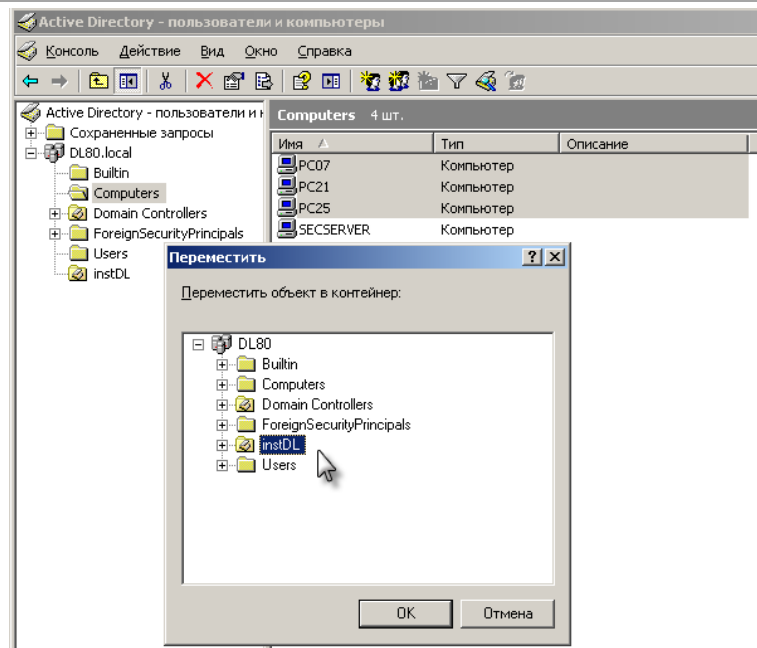 Active Directory - пользователи и компьютеры
Консоль Действие Вид Окно Справка
Active Directory - пользователи и
Сохраненные запросы
DL80.local
Builtin
Computers
Domain Controllers
ForeignSecurityPrincipals
Users
instDL
Computers 4 шт.
Имя Тип Описание
PC07 Компьютер
PC21 Компьютер
PC25 Компьютер
SECSERVER Компьютер
Переместить
Переместить объект в контейнер:
DL80
Builtin
Computers
Domain Controllers
ForeignSecurityPrincipals
instDL
Users
OK Отмена